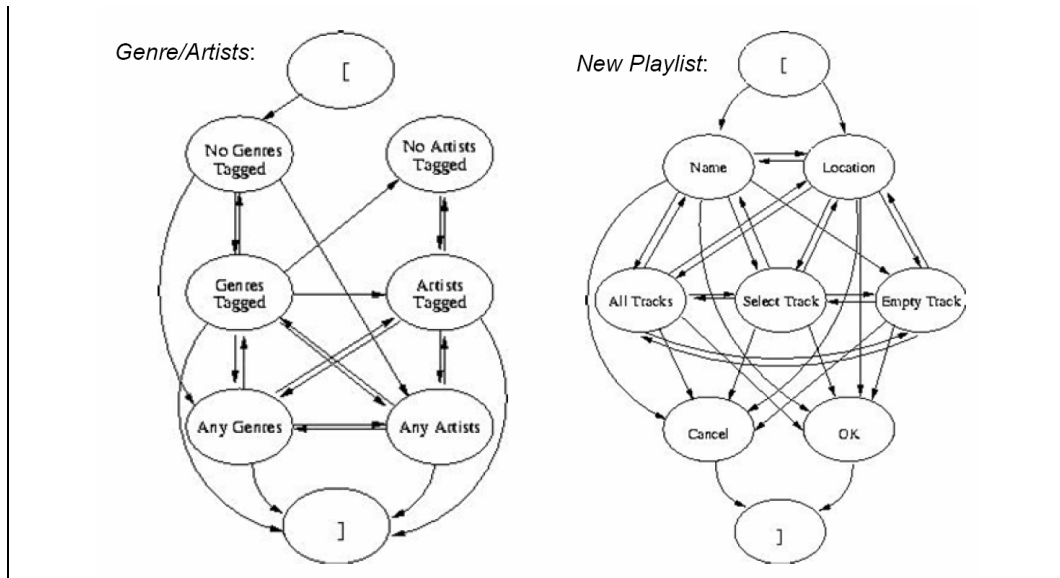 Genre/Artists:
[
No Genres
Tagged
No Artists
Tagged
Genres
Tagged
Artists
Tagged
Any Genres
Any Artists
]
New Playlist:
[
Name
Location
All Tracks
Select Track
Empty Track
Cancel
OK
]